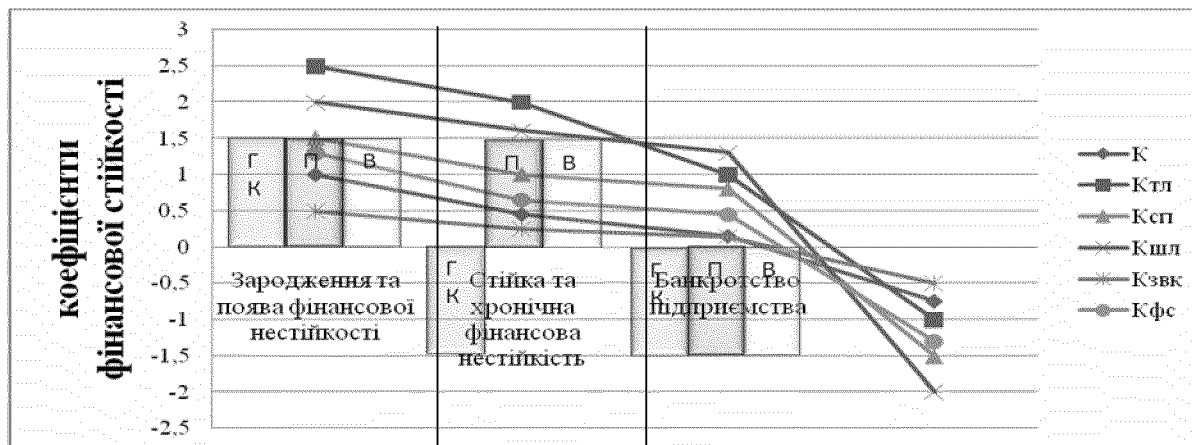 коефіцієнти
фінансової стійкості
3
2,5
2
1,5
1
0,5
0
-0,5
-1
-1,5
-2
-2,5
Г
К
П
В
Зародження та
поява фінансової
нестійкості
Г
К
П
В
Стійка та
хронічна
фінансова
нестійкість
Г
К
П
В
Банкротство
підприємства
К
Ктл
Ксп
Кшл
Кзвк
Кфс